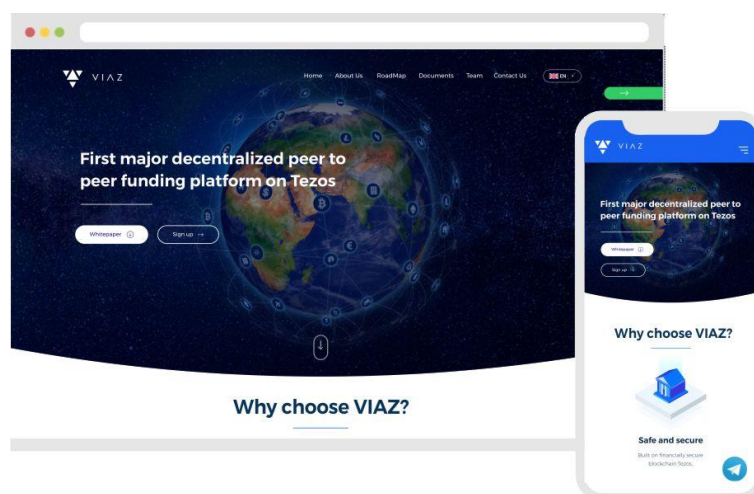 VIAZ
Home About Us RoadMap Documents Team Contact Us EN
First major decentralized peer to
peer funding platform on Tezos
Whitepaper
Sign up
Why choose VIAZ?
VIAZ
First major decentralized peer to
peer funding platform on Tezos
Whitepaper
Sign up
Why choose VIAZ?
Safe and secure
Built on financially secure
blockchain Tezos.